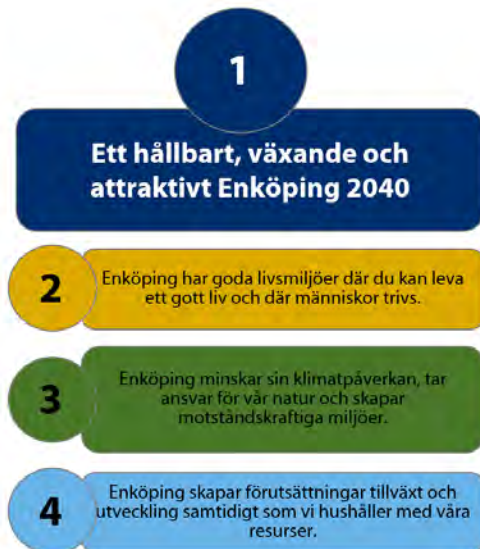 1
Ett hållbart, växande och
attraktivt Enköping 2040
2
Enköping har goda livsmiljöer där du kan leva
ett gott liv och där människor trivs.
3
Enköping minskar sin klimatpåverkan, tar
ansvar för vår natur och skapar
motståndskraftiga miljöer.
4
Enköping skapar förutsättningar tillväxt och
utveckling samtidigt som vi hushåller med våra
resurser.